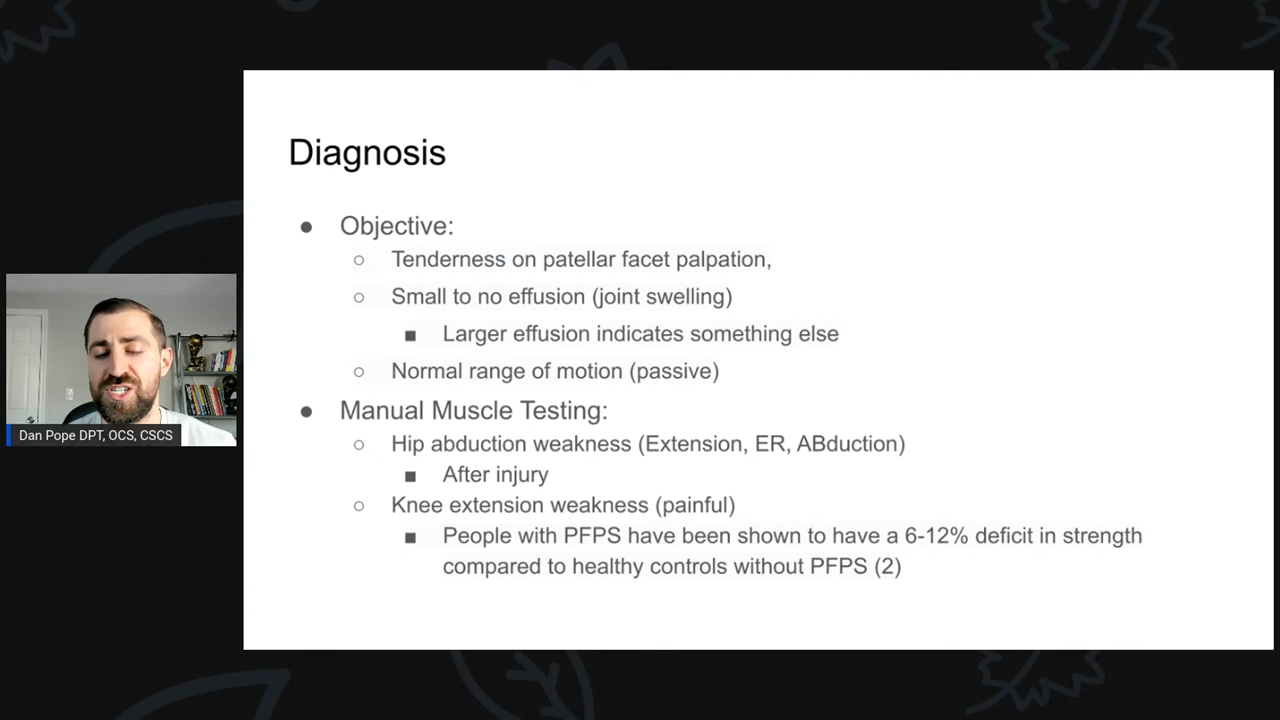 Diagnosis
● Objective:
○ Tenderness on patellar facet palpation,
○ Small to no effusion (joint swelling)
■ Larger effusion indicates something else
○ Normal range of motion (passive)
● Manual Muscle Testing:
○ Hip abduction weakness (Extension, ER, ABduction)
■ After injury
○ Knee extension weakness (painful)
■ People with PFPS have been shown to have a 6-12% deficit in strength
compared to healthy controls without PFPS (2)
Dan Pope DPT, OCS, CSCS